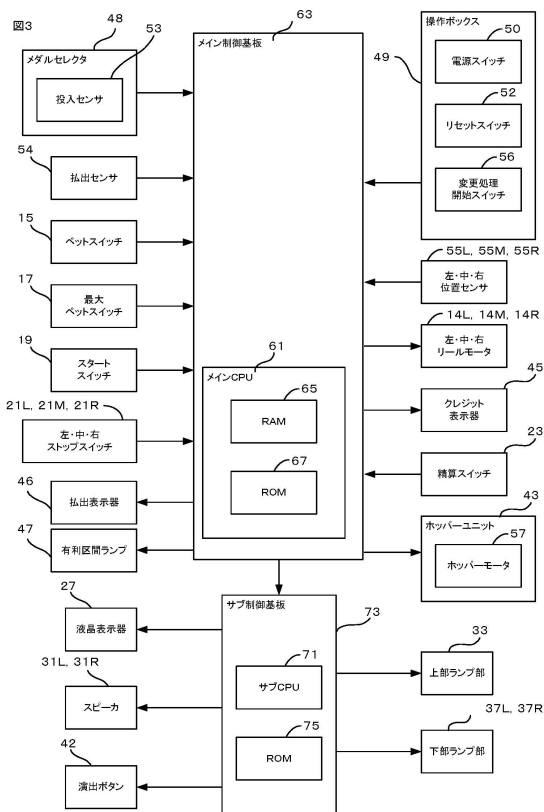 図3
48
メダルセレクタ
53
投入センサ
54
払出センサ
15
ベットスイッチ
17
最大
ベットスイッチ
19
スタート
スイッチ
21L, 21M, 21R
左・中・右
ストップスイッチ
46
払出表示器
47
有利区間ランプ
63
メイン制御基板
61
メインCPU
65
RAM
67
ROM
操作ボックス
49
50
電源スイッチ
52
リセットスイッチ
56
変更処理
開始スイッチ
55L, 55M, 55R
左・中・右
位置センサ
14L, 14M, 14R
左・中・右
リールモータ
45
クレジット
表示器
23
精算スイッチ
43
ホッパーユニット
57
ホッパーモータ
27
液晶表示器
31L, 31R
スピーカ
42
演出ボタン
サブ制御基板
73
71
サブCPU
75
ROM
33
上部ランプ部
37L, 37R
下部ランプ部